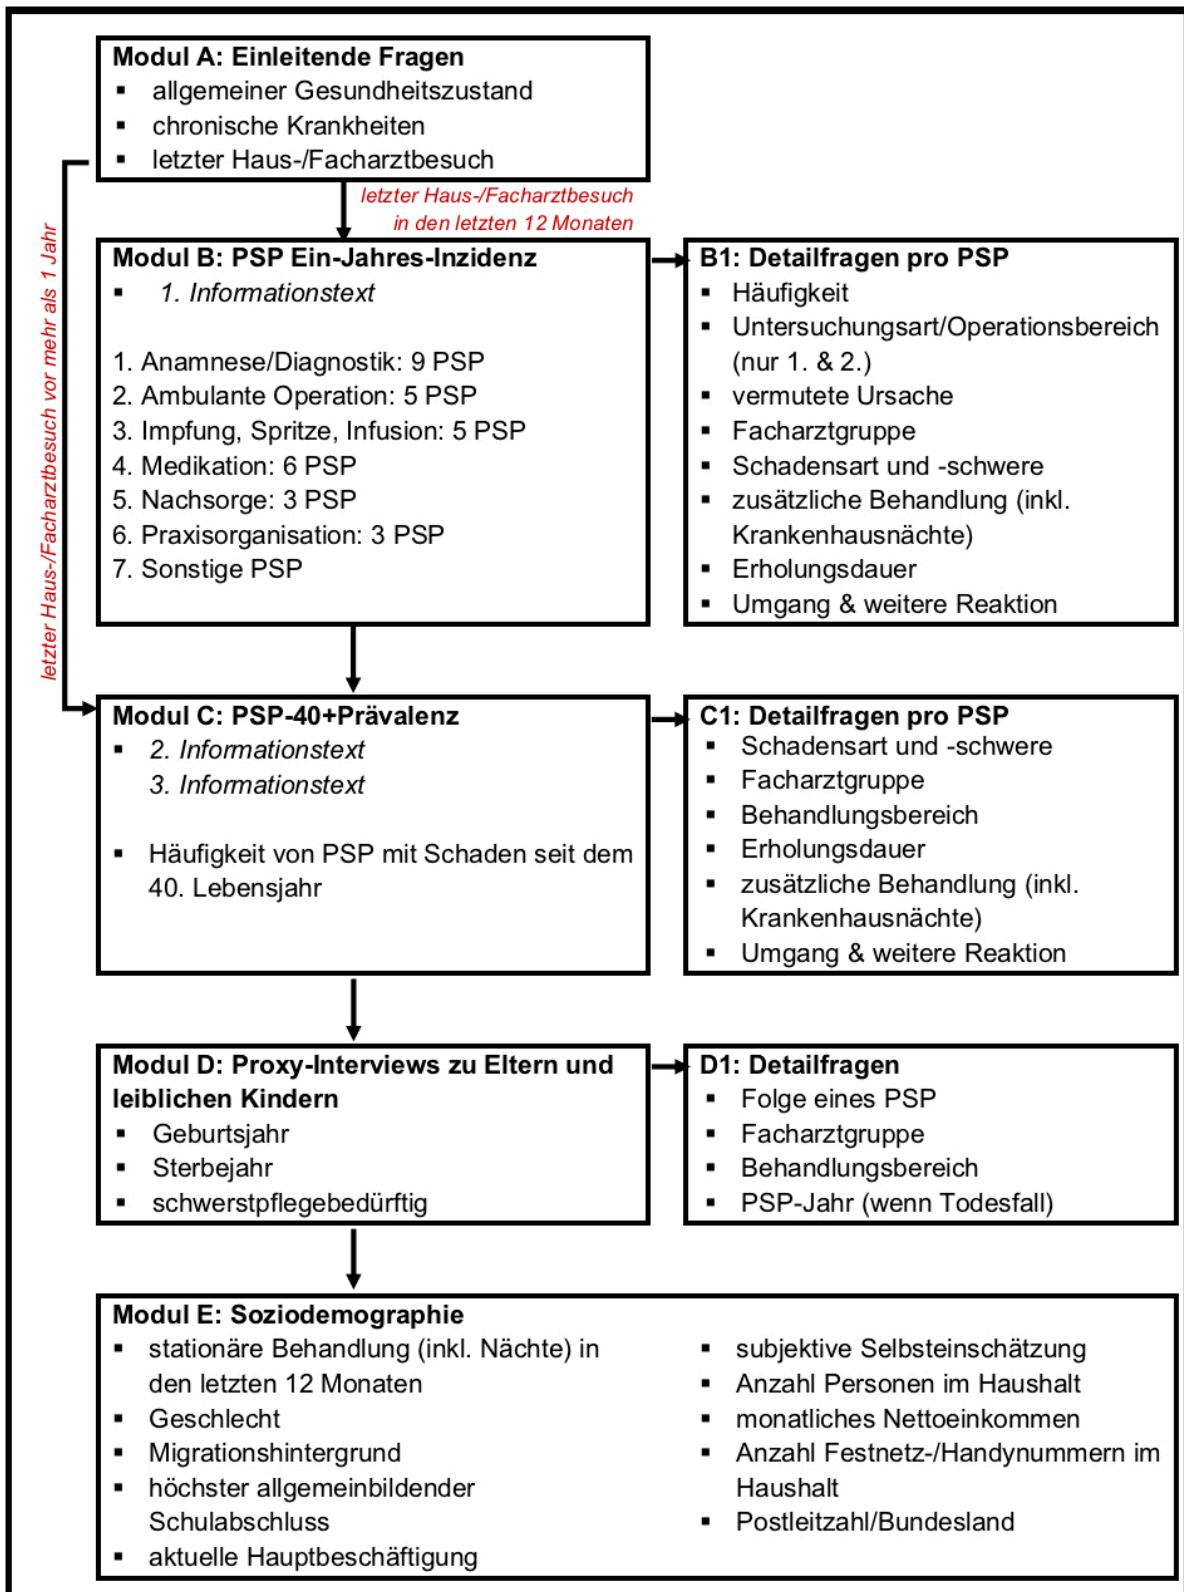 Modul A: Einleitende Fragen
▪ allgemeiner Gesundheitszustand
▪ chronische Krankheiten
▪ letzter Haus-/Facharztbesuch
letzter Haus-/Facharztbesuch
in den letzten 12 Monaten
letzter Haus-/Facharztbesuch vor mehr als 1 Jahr
Modul B: PSP Ein-Jahres-Inzidenz
▪ 1. Informationstext
1. Anamnese/Diagnostik: 9 PSP
2. Ambulante Operation: 5 PSP
3. Impfung, Spritze, Infusion: 5 PSP
4. Medikation: 6 PSP
5. Nachsorge: 3 PSP
6. Praxisorganisation: 3 PSP
7. Sonstige PSP
B1: Detailfragen pro PSP
▪ Häufigkeit
▪ Untersuchungsart/Operationsbereich
(nur 1. & 2.)
▪ vermutete Ursache
▪ Facharztgruppe
▪ Schadensart und -schwere
▪ zusätzliche Behandlung (inkl.
Krankenhausnächte)
▪ Erholungsdauer
▪ Umgang & weitere Reaktion
Modul C: PSP-40+Prävalenz
▪ 2. Informationstext
3. Informationstext
▪ Häufigkeit von PSP mit Schaden seit dem
40. Lebensjahr
C1: Detailfragen pro PSP
▪ Schadensart und -schwere
▪ Facharztgruppe
▪ Behandlungsbereich
▪ Erholungsdauer
▪ zusätzliche Behandlung (inkl.
Krankenhausnächte)
▪ Umgang & weitere Reaktion
Modul D: Proxy-Interviews zu Eltern und
leiblichen Kindern
▪ Geburtsjahr
▪ Sterbejahr
▪ schwerstpflegebedürftig
D1: Detailfragen
▪ Folge eines PSP
▪ Facharztgruppe
▪ Behandlungsbereich
▪ PSP-Jahr (wenn Todesfall)
Modul E: Soziodemographie
▪ stationäre Behandlung (inkl. Nächte) in
den letzten 12 Monaten
▪ Geschlecht
▪ Migrationshintergrund
▪ höchster allgemeinbildender
Schulabschluss
▪ aktuelle Hauptbeschäftigung
▪ subjektive Selbsteinschätzung
▪ Anzahl Personen im Haushalt
▪ monatliches Nettoeinkommen
▪ Anzahl Festnetz-/Handynummern im
Haushalt
▪ Postleitzahl/Bundesland